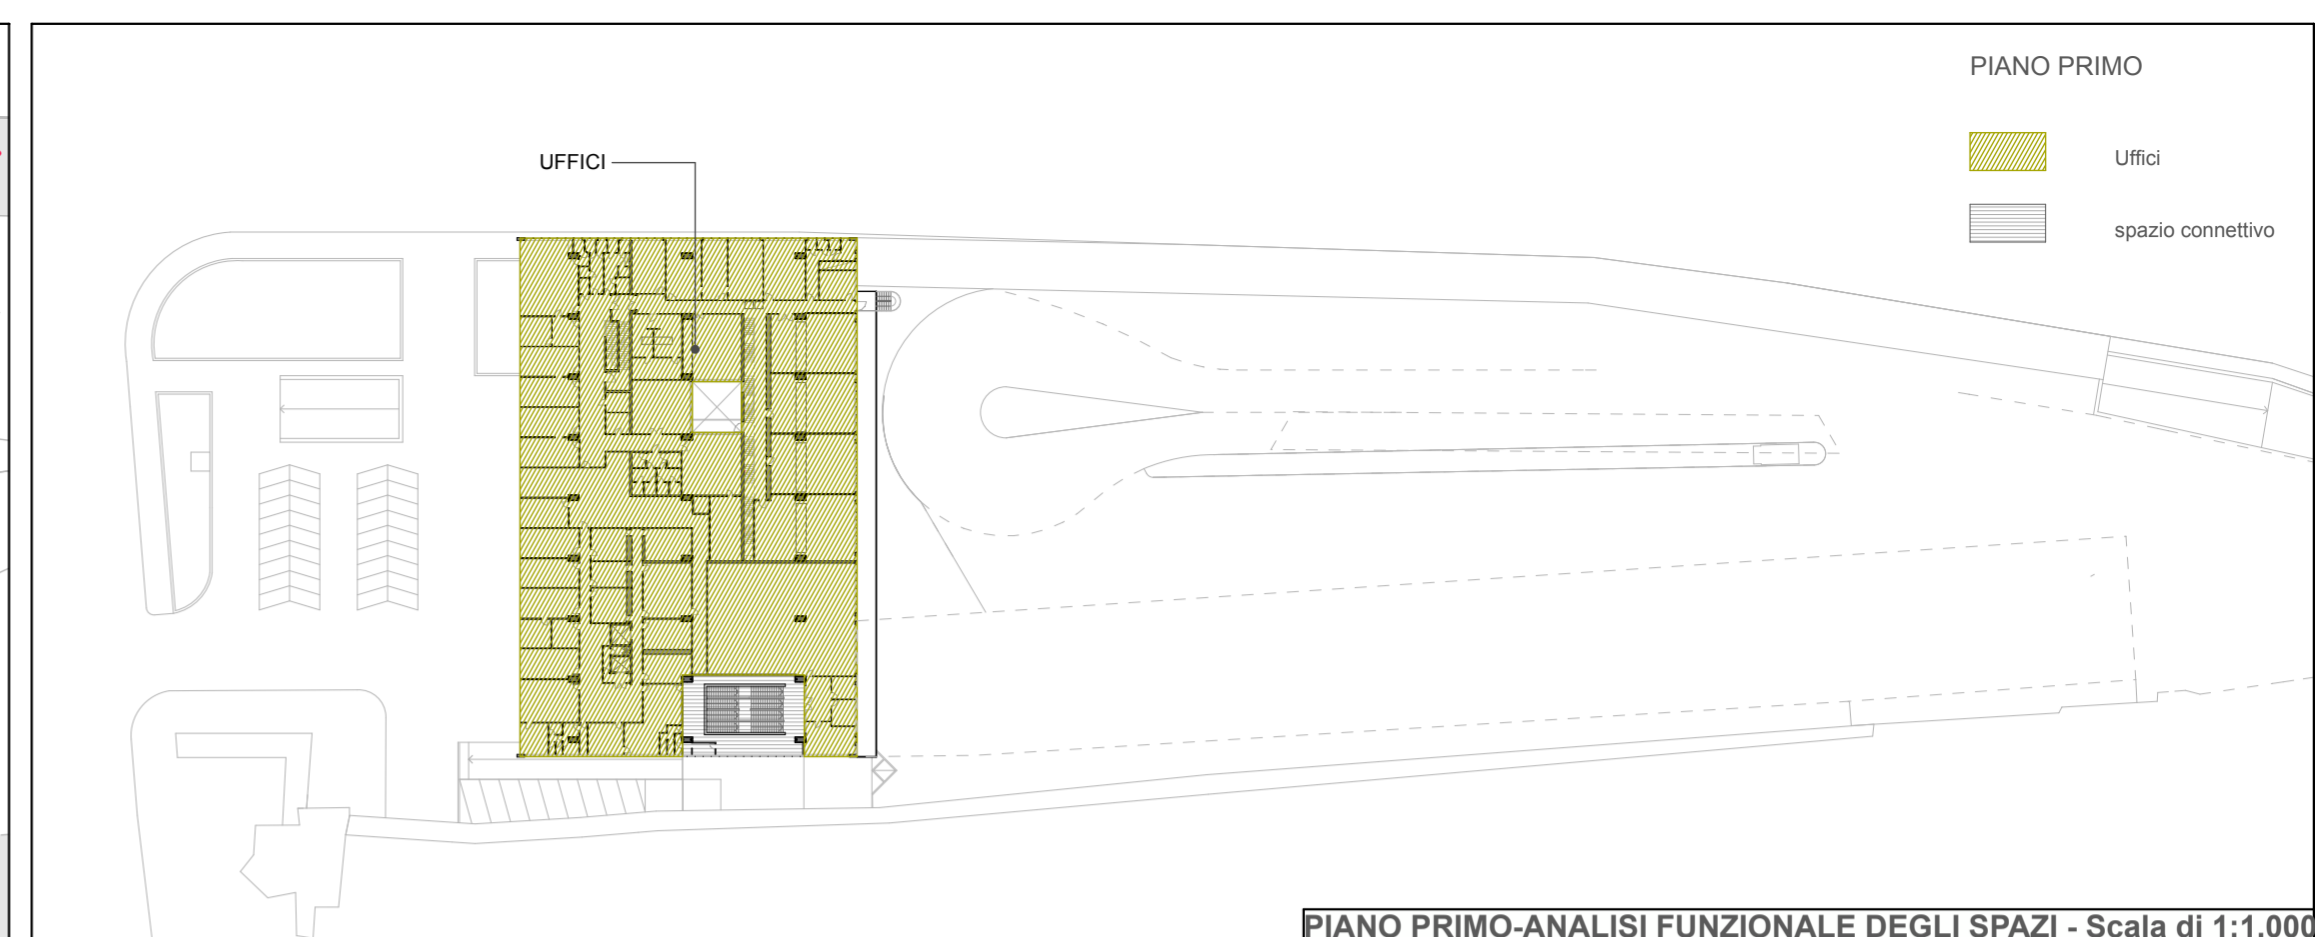 PIANO PRIMO
UFFICI
Uffici
spazio connettivo
PIANO PRIMO-ANALISI FUNZIONALE DEGLI SPAZI - Scala di 1:1.000